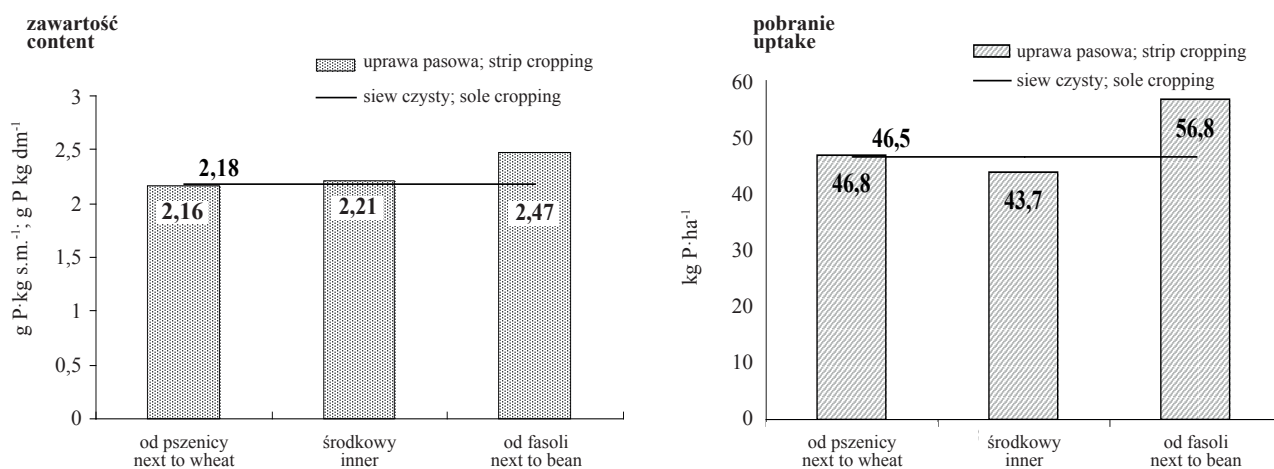 zawartość
content
uprawa pasowa; strip cropping
siew czysty; sole cropping
g P·kg s.m.⁻¹; g P kg dm⁻¹
3
2,5
2
1,5
1
0,5
0
2,18
2,16
2,21
2,47
od pszenicy
next to wheat
środkowy
inner
od fasoli
next to bean
pobranie
uptake
uprawa pasowa; strip cropping
siew czysty; sole cropping
kg P·ha⁻¹
60
50
40
30
20
10
0
46,5
46,8
43,7
56,8
od pszenicy
next to wheat
środkowy
inner
od fasoli
next to bean